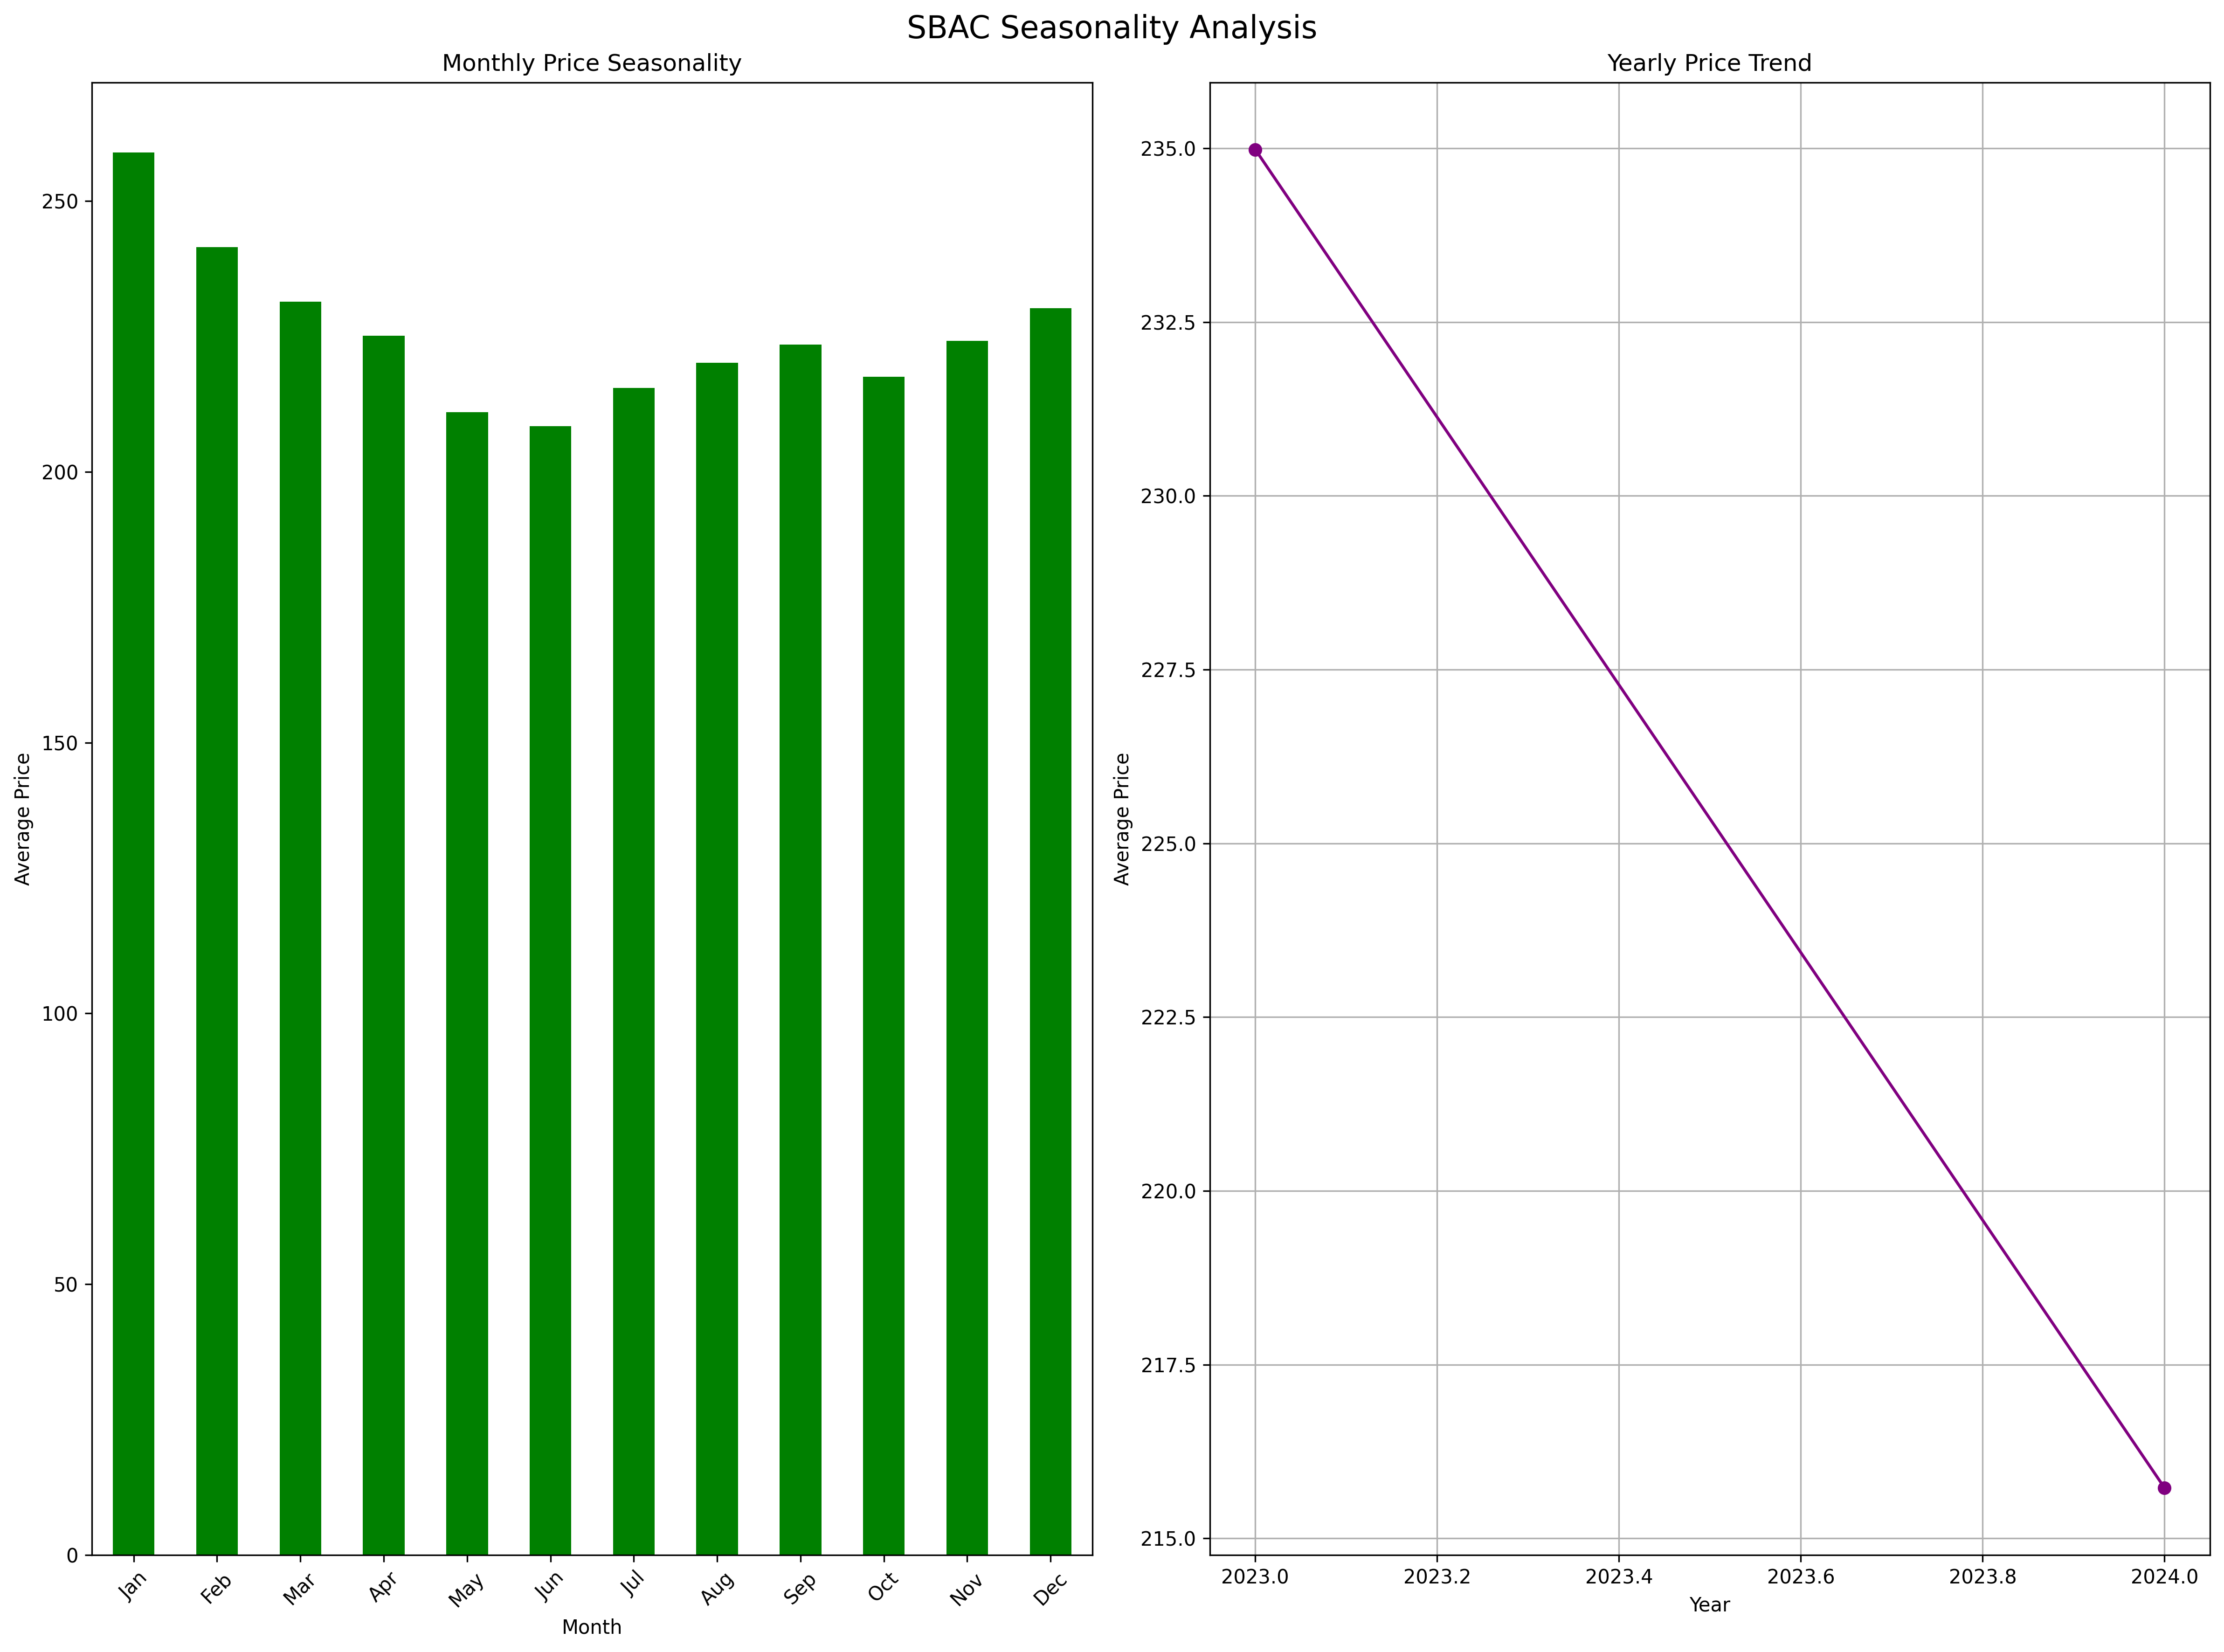 SBAC Seasonality Analysis
Monthly Price Seasonality
Average Price
250
200
150
100
50
0
Jan
Feb
Mar
Apr
May
Jun
Jul
Aug
Sep
Oct
Nov
Dec
Month
Yearly Price Trend
Average Price
235.0
232.5
230.0
227.5
225.0
222.5
220.0
217.5
215.0
2023.0
2023.2
2023.4
2023.6
2023.8
2024.0
Year